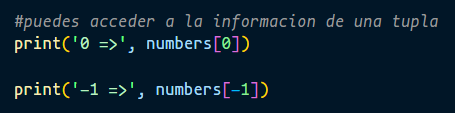 #puedes acceder a la informacion de una tupla
print('0 =>', numbers[0])
print('-1 =>', numbers[-1])